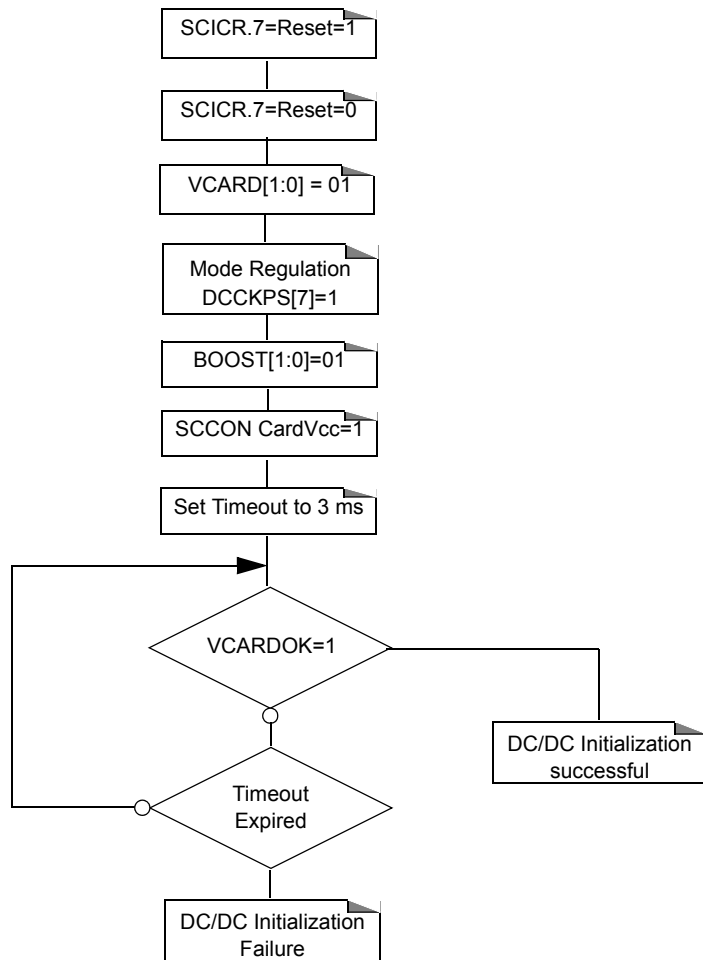 SCICR.7=Reset=1
SCICR.7=Reset=0
VCARD[1:0] = 01
Mode Regulation
DCCKPS[7]=1
BOOST[1:0]=01
SCCON CardVcc=1
Set Timeout to 3 ms
VCARDOK=1
DC/DC Initialization
successful
Timeout
Expired
DC/DC Initialization
Failure